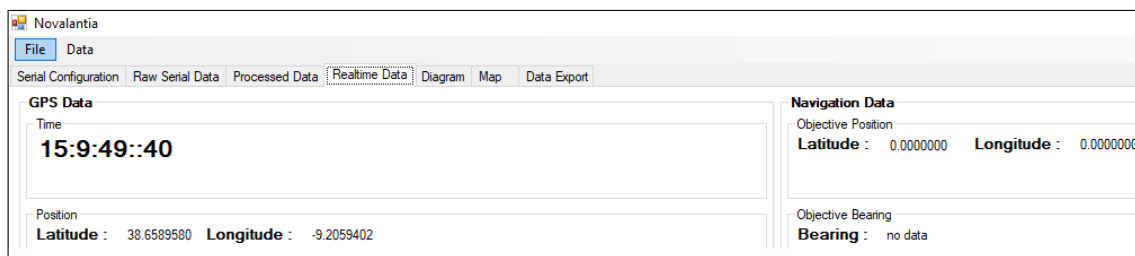 Novalantia
File Data
Serial Configuration Raw Serial Data Processed Data Realtime Data Diagram Map Data Export
GPS Data
Time
15:9:49::40
Position
Latitude : 38.6589580 Longitude : -9.2059402
Navigation Data
Objective Position
Latitude : 0.0000000 Longitude : 0.0000000
Objective Bearing
Bearing : no data